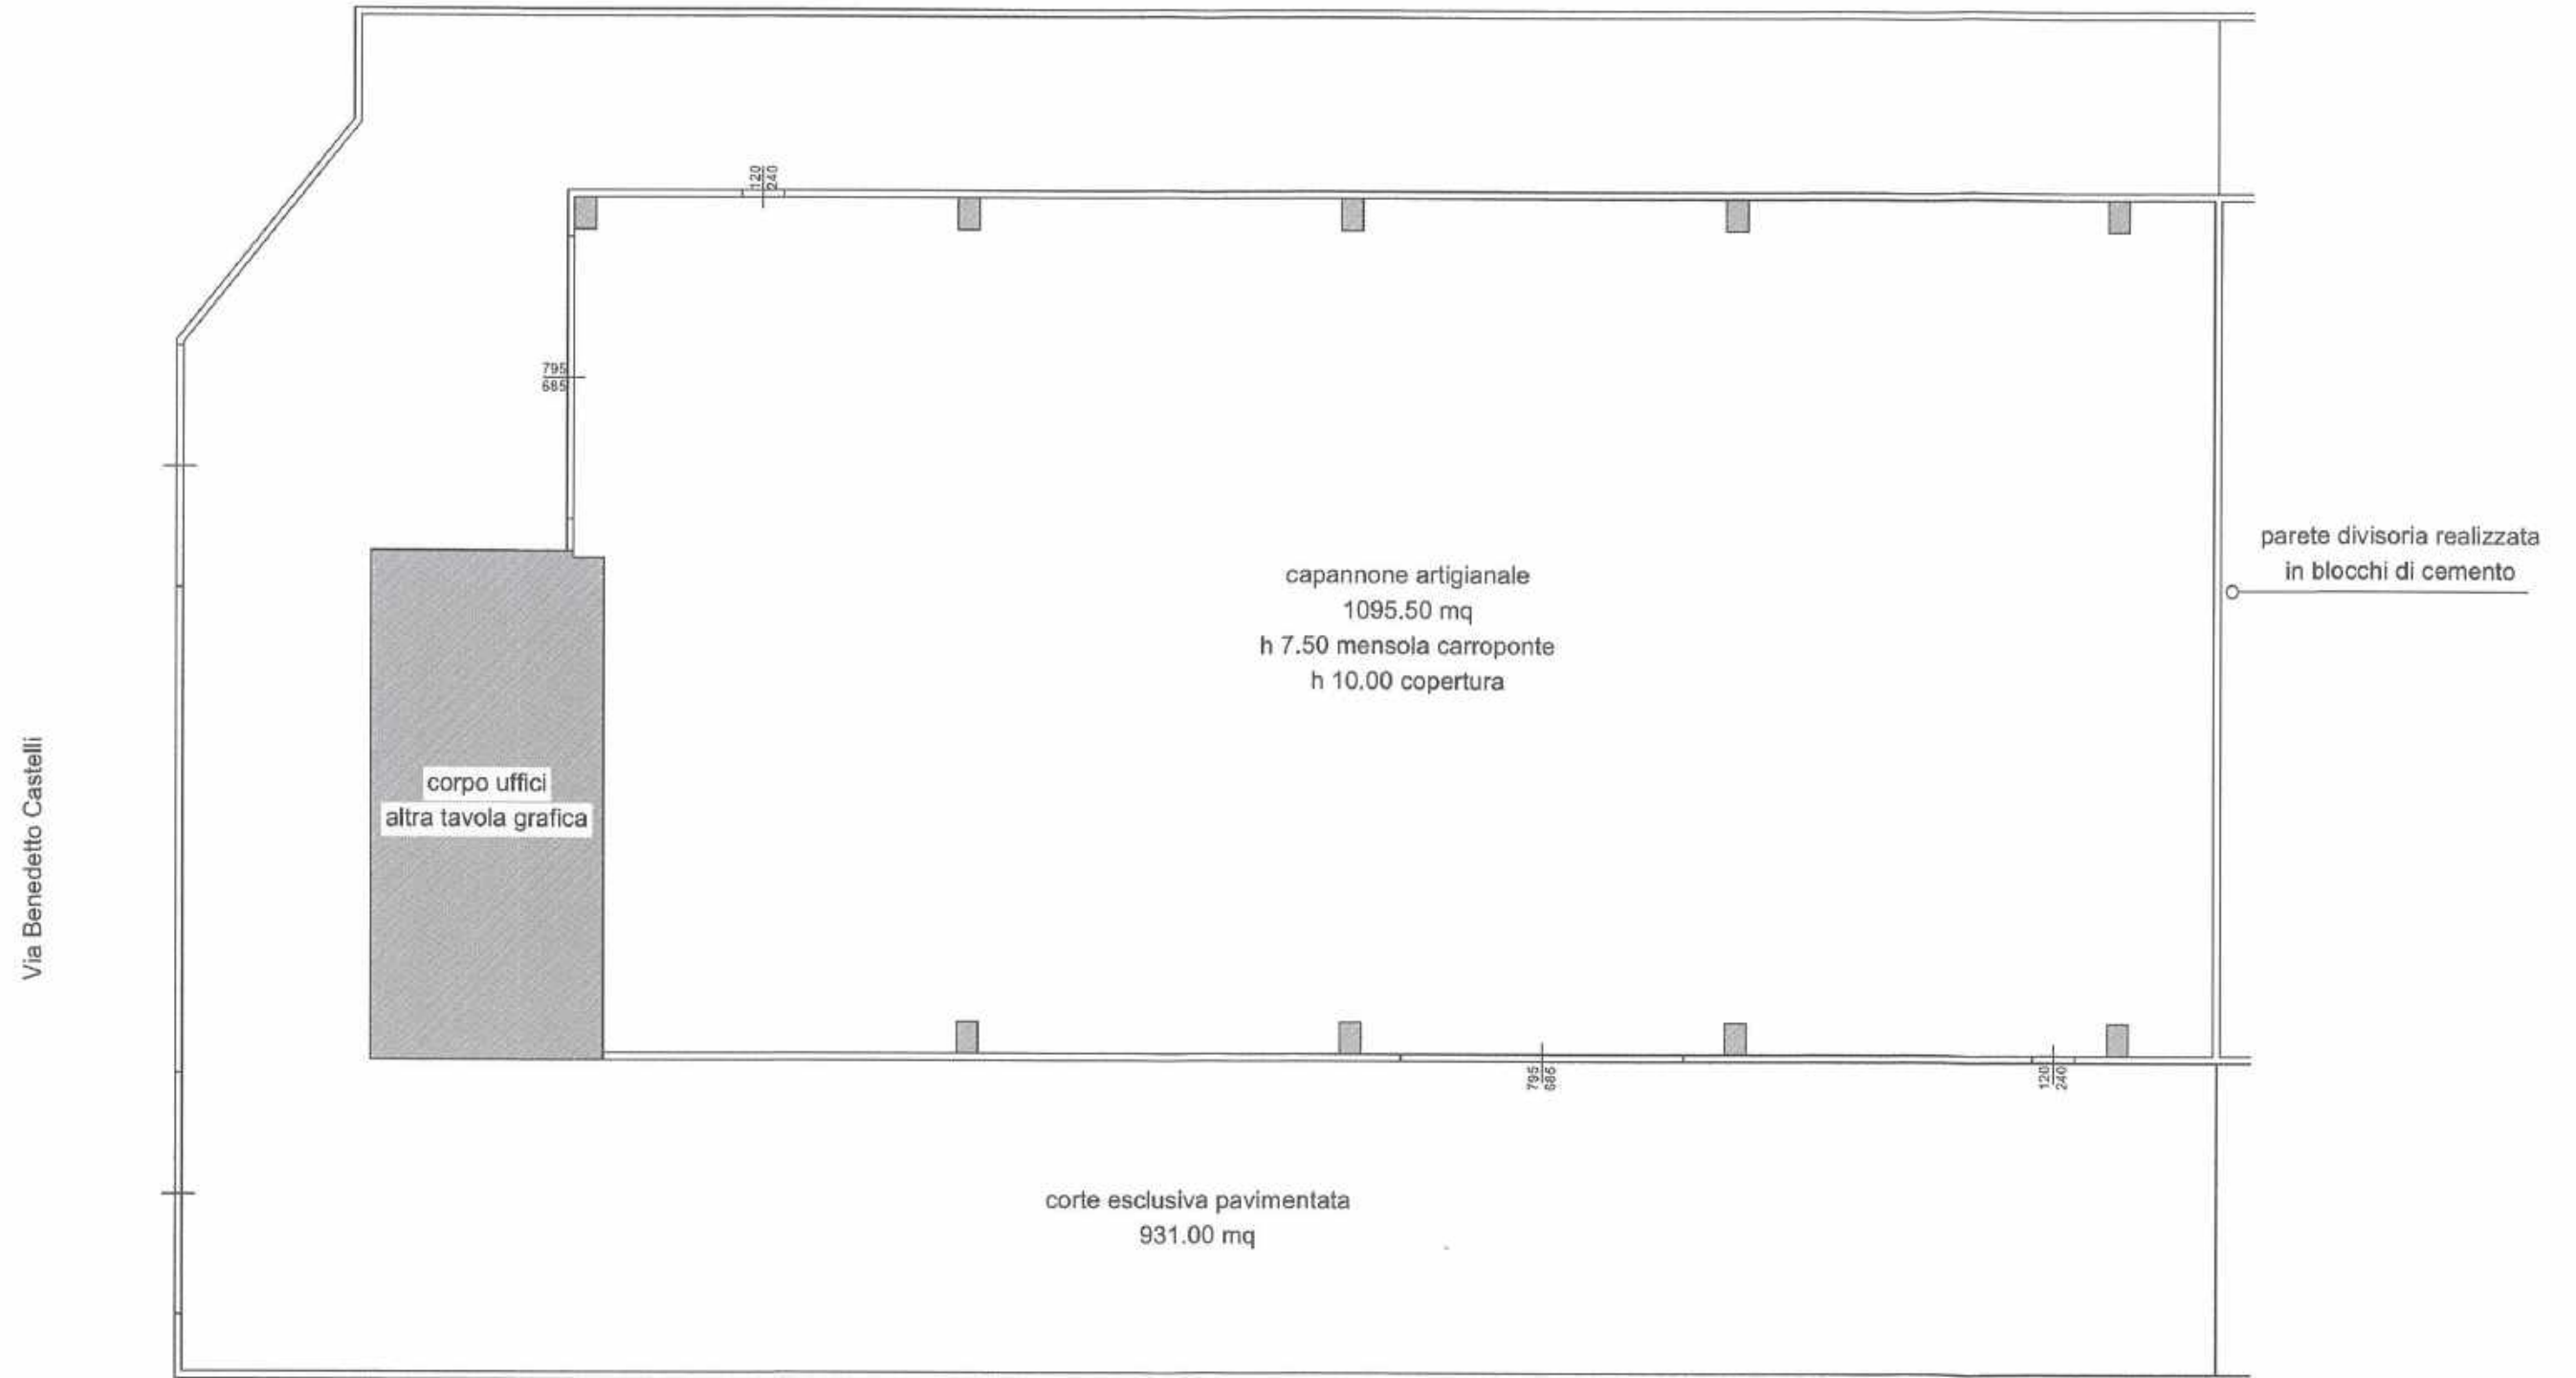 120
240
795
685
parete divisoria realizzata
in blocchi di cemento
capannone artigianale
1095.50 mq
h 7.50 mensola carroponte
h 10.00 copertura
Via Benedetto Castelli
corpo uffici
altra tavola grafica
795
686
120
240
corte esclusiva pavimentata
931.00 mq